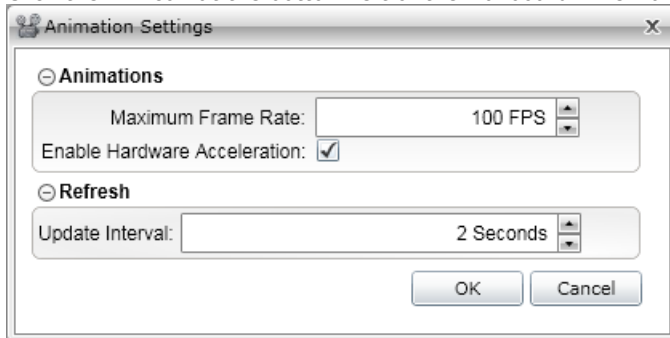 Animation Settings
Animations
Maximum Frame Rate: 100 FPS
Enable Hardware Acceleration:
Refresh
Update Interval: 2 Seconds
OK Cancel